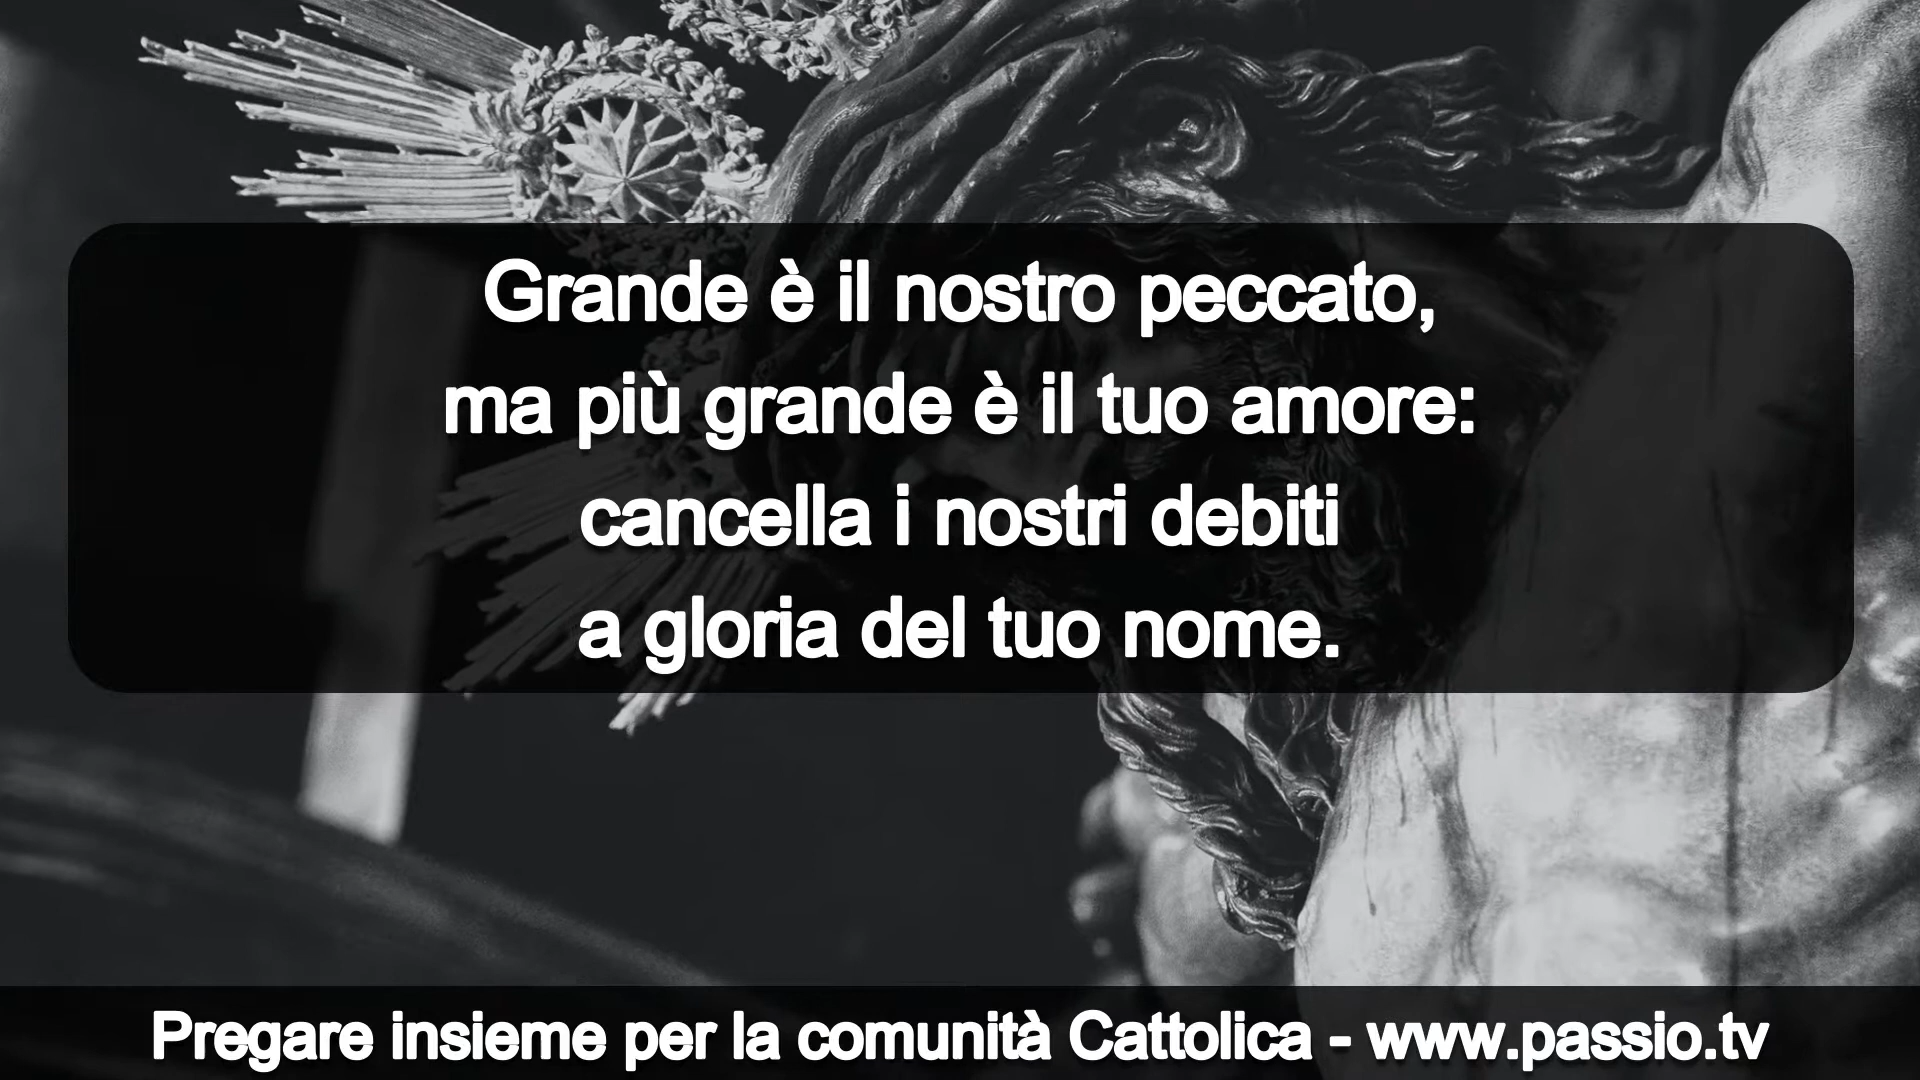 Grande è il nostro peccato,
ma più grande è il tuo amore:
cancella i nostri debiti
a gloria del tuo nome.
Pregare insieme per la comunità Cattolica - www.passio.tv